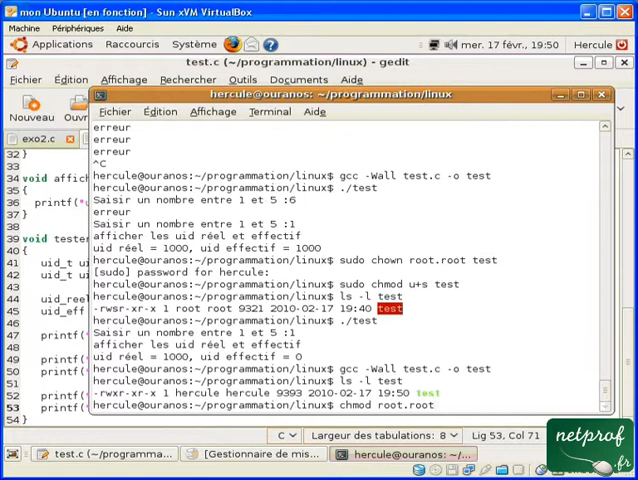 mon Ubuntu [en fonction] - Sun xVM VirtualBox
Machine Périphériques Aide
Applications Raccourcis Système mer. 17 févr., 19:50 Hercule
test.c (~/programmation/linux) - gedit
Fichier Édition Affichage Rechercher Outils Documents Aide
Nouveau Ouvr
exo2.c
hercule@ouranos: ~/programmation/linux
Fichier Édition Affichage Terminal Aide
erreur
erreur
erreur
^C
hercule@ouranos:~/programmation/linux$ gcc -Wall test.c -o test
hercule@ouranos:~/programmation/linux$ ./test
Saisir un nombre entre 1 et 5 :6
erreur
Saisir un nombre entre 1 et 5 :1
afficher les uid réel et effectif
uid réel = 1000, uid effectif = 1000
hercule@ouranos:~/programmation/linux$ sudo chown root.root test
[sudo] password for hercule:
hercule@ouranos:~/programmation/linux$ sudo chmod u+s test
hercule@ouranos:~/programmation/linux$ ls -l test
-rwsr-xr-x 1 root root 9321 2010-02-17 19:40 test
hercule@ouranos:~/programmation/linux$ ./test
Saisir un nombre entre 1 et 5 :1
afficher les uid réel et effectif
uid réel = 1000, uid effectif = 0
hercule@ouranos:~/programmation/linux$ gcc -Wall test.c -o test
hercule@ouranos:~/programmation/linux$ ls -l test
-rwxr-xr-x 1 hercule hercule 9393 2010-02-17 19:50 test
hercule@ouranos:~/programmation/linux$ chmod root.root
32 }
33
34 void affich
35 {
36 printf("u
37 }
38
39 void tester
40 {
41 uid_t u
42 uid_t u
43
44 uid_reel
45 uid_eff
46
47 printf(
48
49 printf(
50 printf(
51
52 printf(
53 printf(
54 }
C Largeur des tabulations: 8 Lig 53, Col 71
test.c (~/programma... [Gestionnaire de mis... hercule@ouranos: ~/...
netprof
.fr